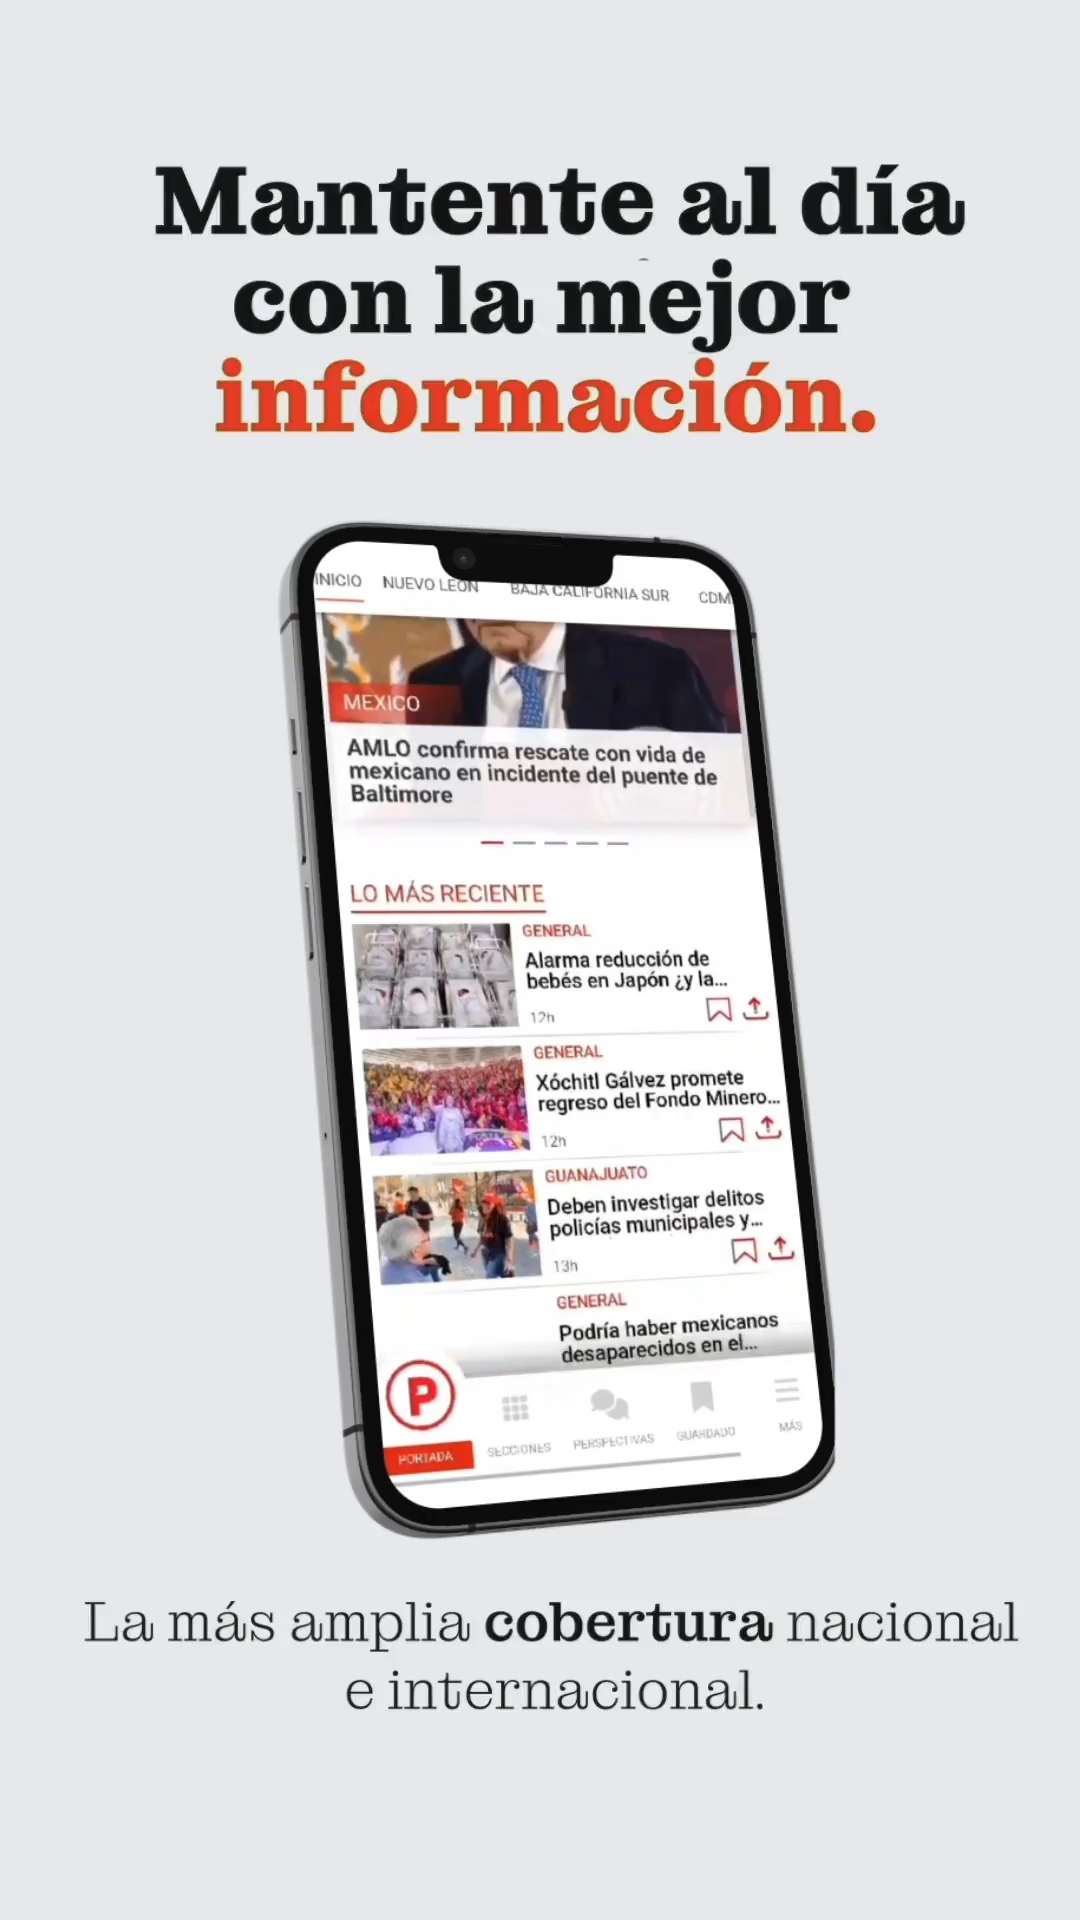 Mantente al día
con la mejor
información.
INICIO NUEVO LEÓN BAJA CALIFORNIA SUR CDM
MEXICO
AMLO confirma rescate con vida de
mexicano en incidente del puente de
Baltimore
LO MÁS RECIENTE
GENERAL
Alarma reducción de
bebés en Japón ¿y la...
12h
GENERAL
Xóchitl Gálvez promete
regreso del Fondo Minero...
12h
GUANAJUATO
Deben investigar delitos
policías municipales y...
13h
GENERAL
Podría haber mexicanos
desaparecidos en el...
P
PORTADA SECCIONES PERSPECTIVAS GUARDADO MÁS
La más amplia cobertura nacional
e internacional.